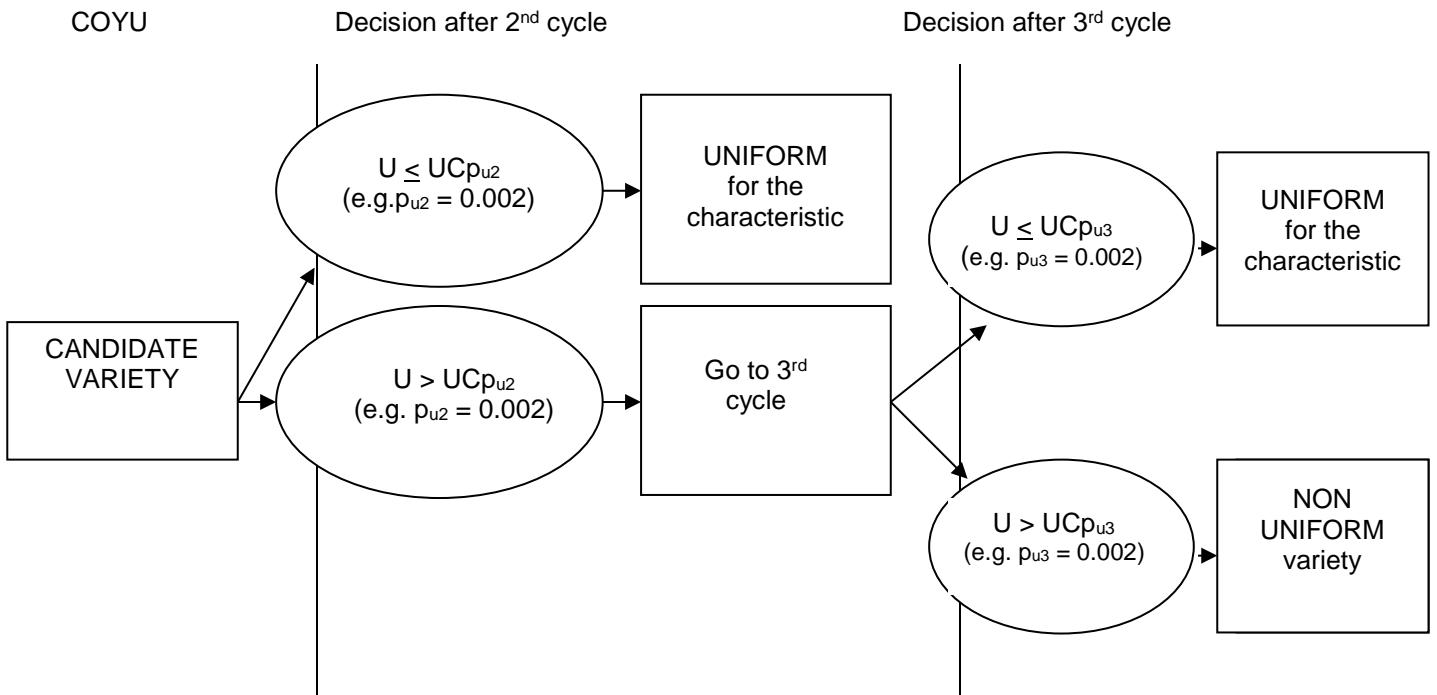 COYU
Decision after 2nd cycle
Decision after 3rd cycle
CANDIDATE
VARIETY
U ≤ UCpu2
(e.g.pu2 = 0.002)
UNIFORM
for the
characteristic
U > UCpu2
(e.g. pu2 = 0.002)
Go to 3rd
cycle
U ≤ UCpu3
(e.g. pu3 = 0.002)
UNIFORM
for the
characteristic
U > UCpu3
(e.g. pu3 = 0.002)
NON
UNIFORM
variety